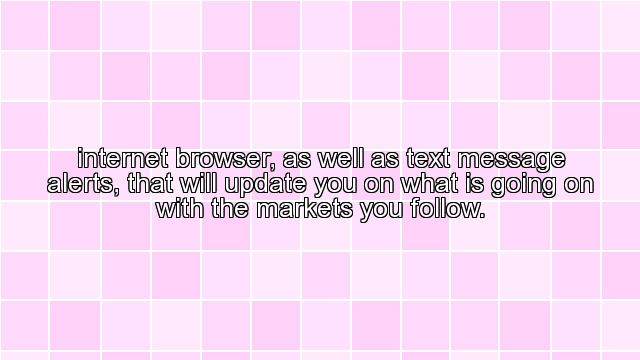 internet browser, as well as text message
alerts, that will update you on what is going on
with the markets you follow.